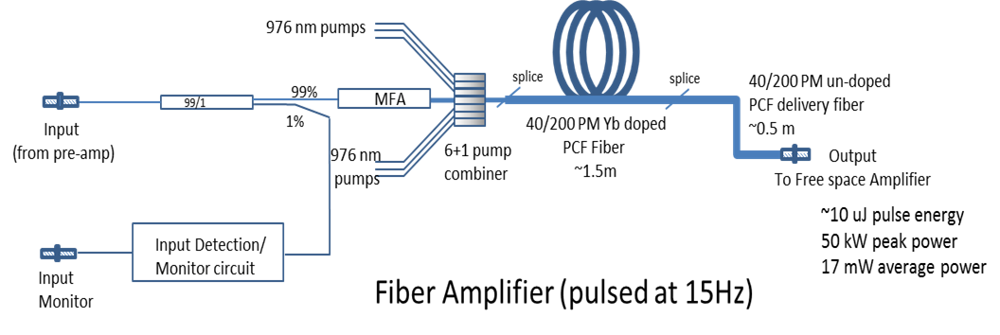 976 nm pumps
splice
splice
40/200 PM un-doped
PCF delivery fiber
~0.5 m
99/1
99%
MFA
1%
Input
(from pre-amp)
976 nm
pumps
6+1 pump
combiner
40/200 PM Yb doped
PCF Fiber
~1.5m
Output
To Free space Amplifier
~10 uJ pulse energy
50 kW peak power
17 mW average power
Input Detection/
Monitor circuit
Input
Monitor
Fiber Amplifier (pulsed at 15Hz)